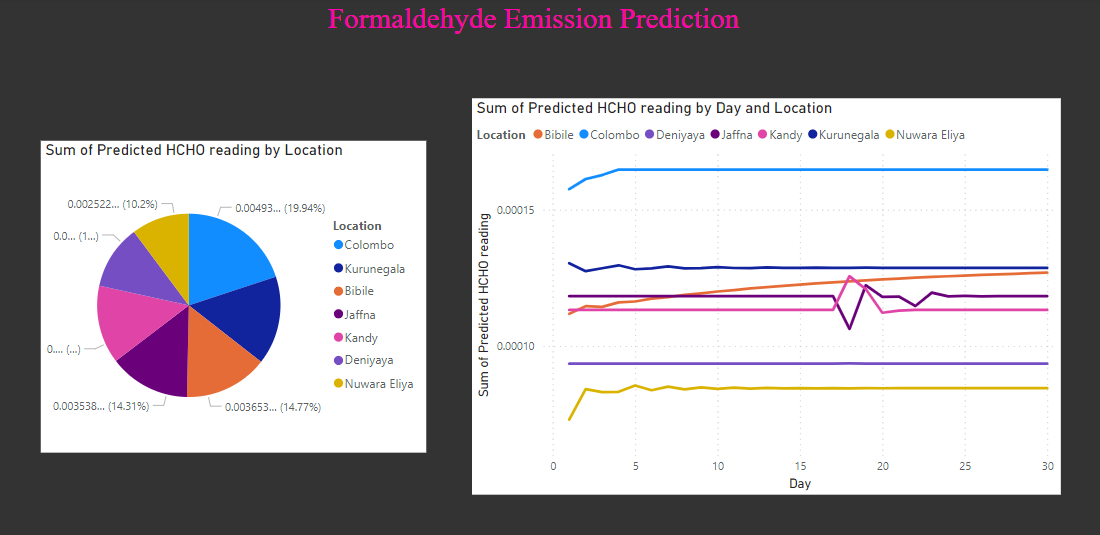 Formaldehyde Emission Prediction
Sum of Predicted HCHO reading by Location
0.002522... (10.2%)
0.00493... (19.94%)
0.0... (1...)
0.... (...)
0.003538... (14.31%)
0.003653... (14.77%)
Location
Colombo
Kurunegala
Bibile
Jaffna
Kandy
Deniyaya
Nuwara Eliya
Sum of Predicted HCHO reading by Day and Location
Location Bibile Colombo Deniyaya Jaffna Kandy Kurunegala Nuwara Eliya
Sum of Predicted HCHO reading
0.00015
0.00010
0 5 10 15 20 25 30
Day